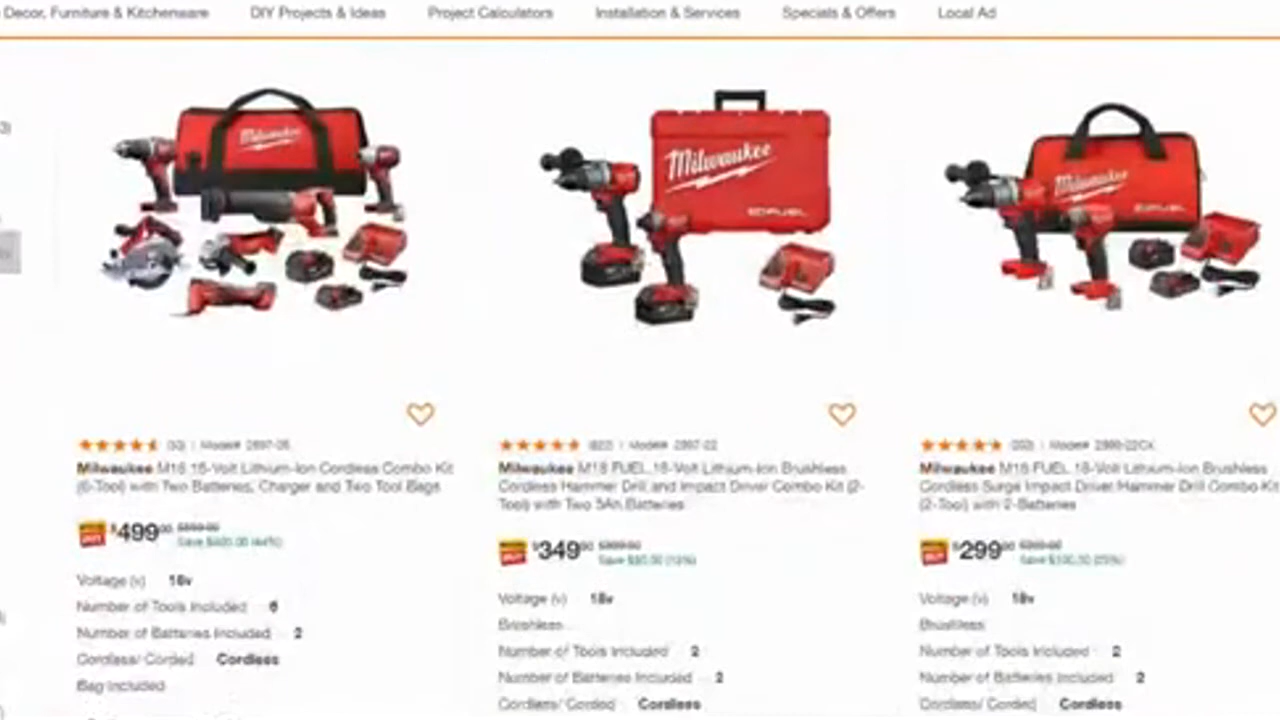 Decor, Furniture & Kitchenware DIY Projects & Ideas Project Calculators Installation & Services Specials & Offers Local Ad
Milwaukee
Milwaukee
FUEL
Milwaukee
FUEL
Model# 2697-26
Milwaukee M18 18-Volt Lithium-Ion Cordless Combo Kit
(6-Tool) with Two Batteries, Charger and Two Tool Bags
$499
Voltage (v) 18v
Number of Tools Included 6
Number of Batteries Included 2
Cordless/ Corded Cordless
Bag Included
Model# 2997-22
Milwaukee M18 FUEL 18-Volt Lithium-Ion Brushless
Cordless Hammer Drill and Impact Driver Combo Kit (2-
Tool) with Two 5Ah Batteries
$349
Voltage (v) 18v
Brushless
Number of Tools Included 2
Number of Batteries Included 2
Cordless/ Corded Cordless
Model#
Milwaukee M18 FUEL 18-Volt Lithium-Ion Brushless
Cordless Surge Impact Driver/Hammer Drill Combo Kit
(2-Tool) with 2-Batteries
$299
Voltage (v) 18v
Brushless
Number of Tools Included 2
Number of Batteries Included 2
Cordless/ Corded Cordless